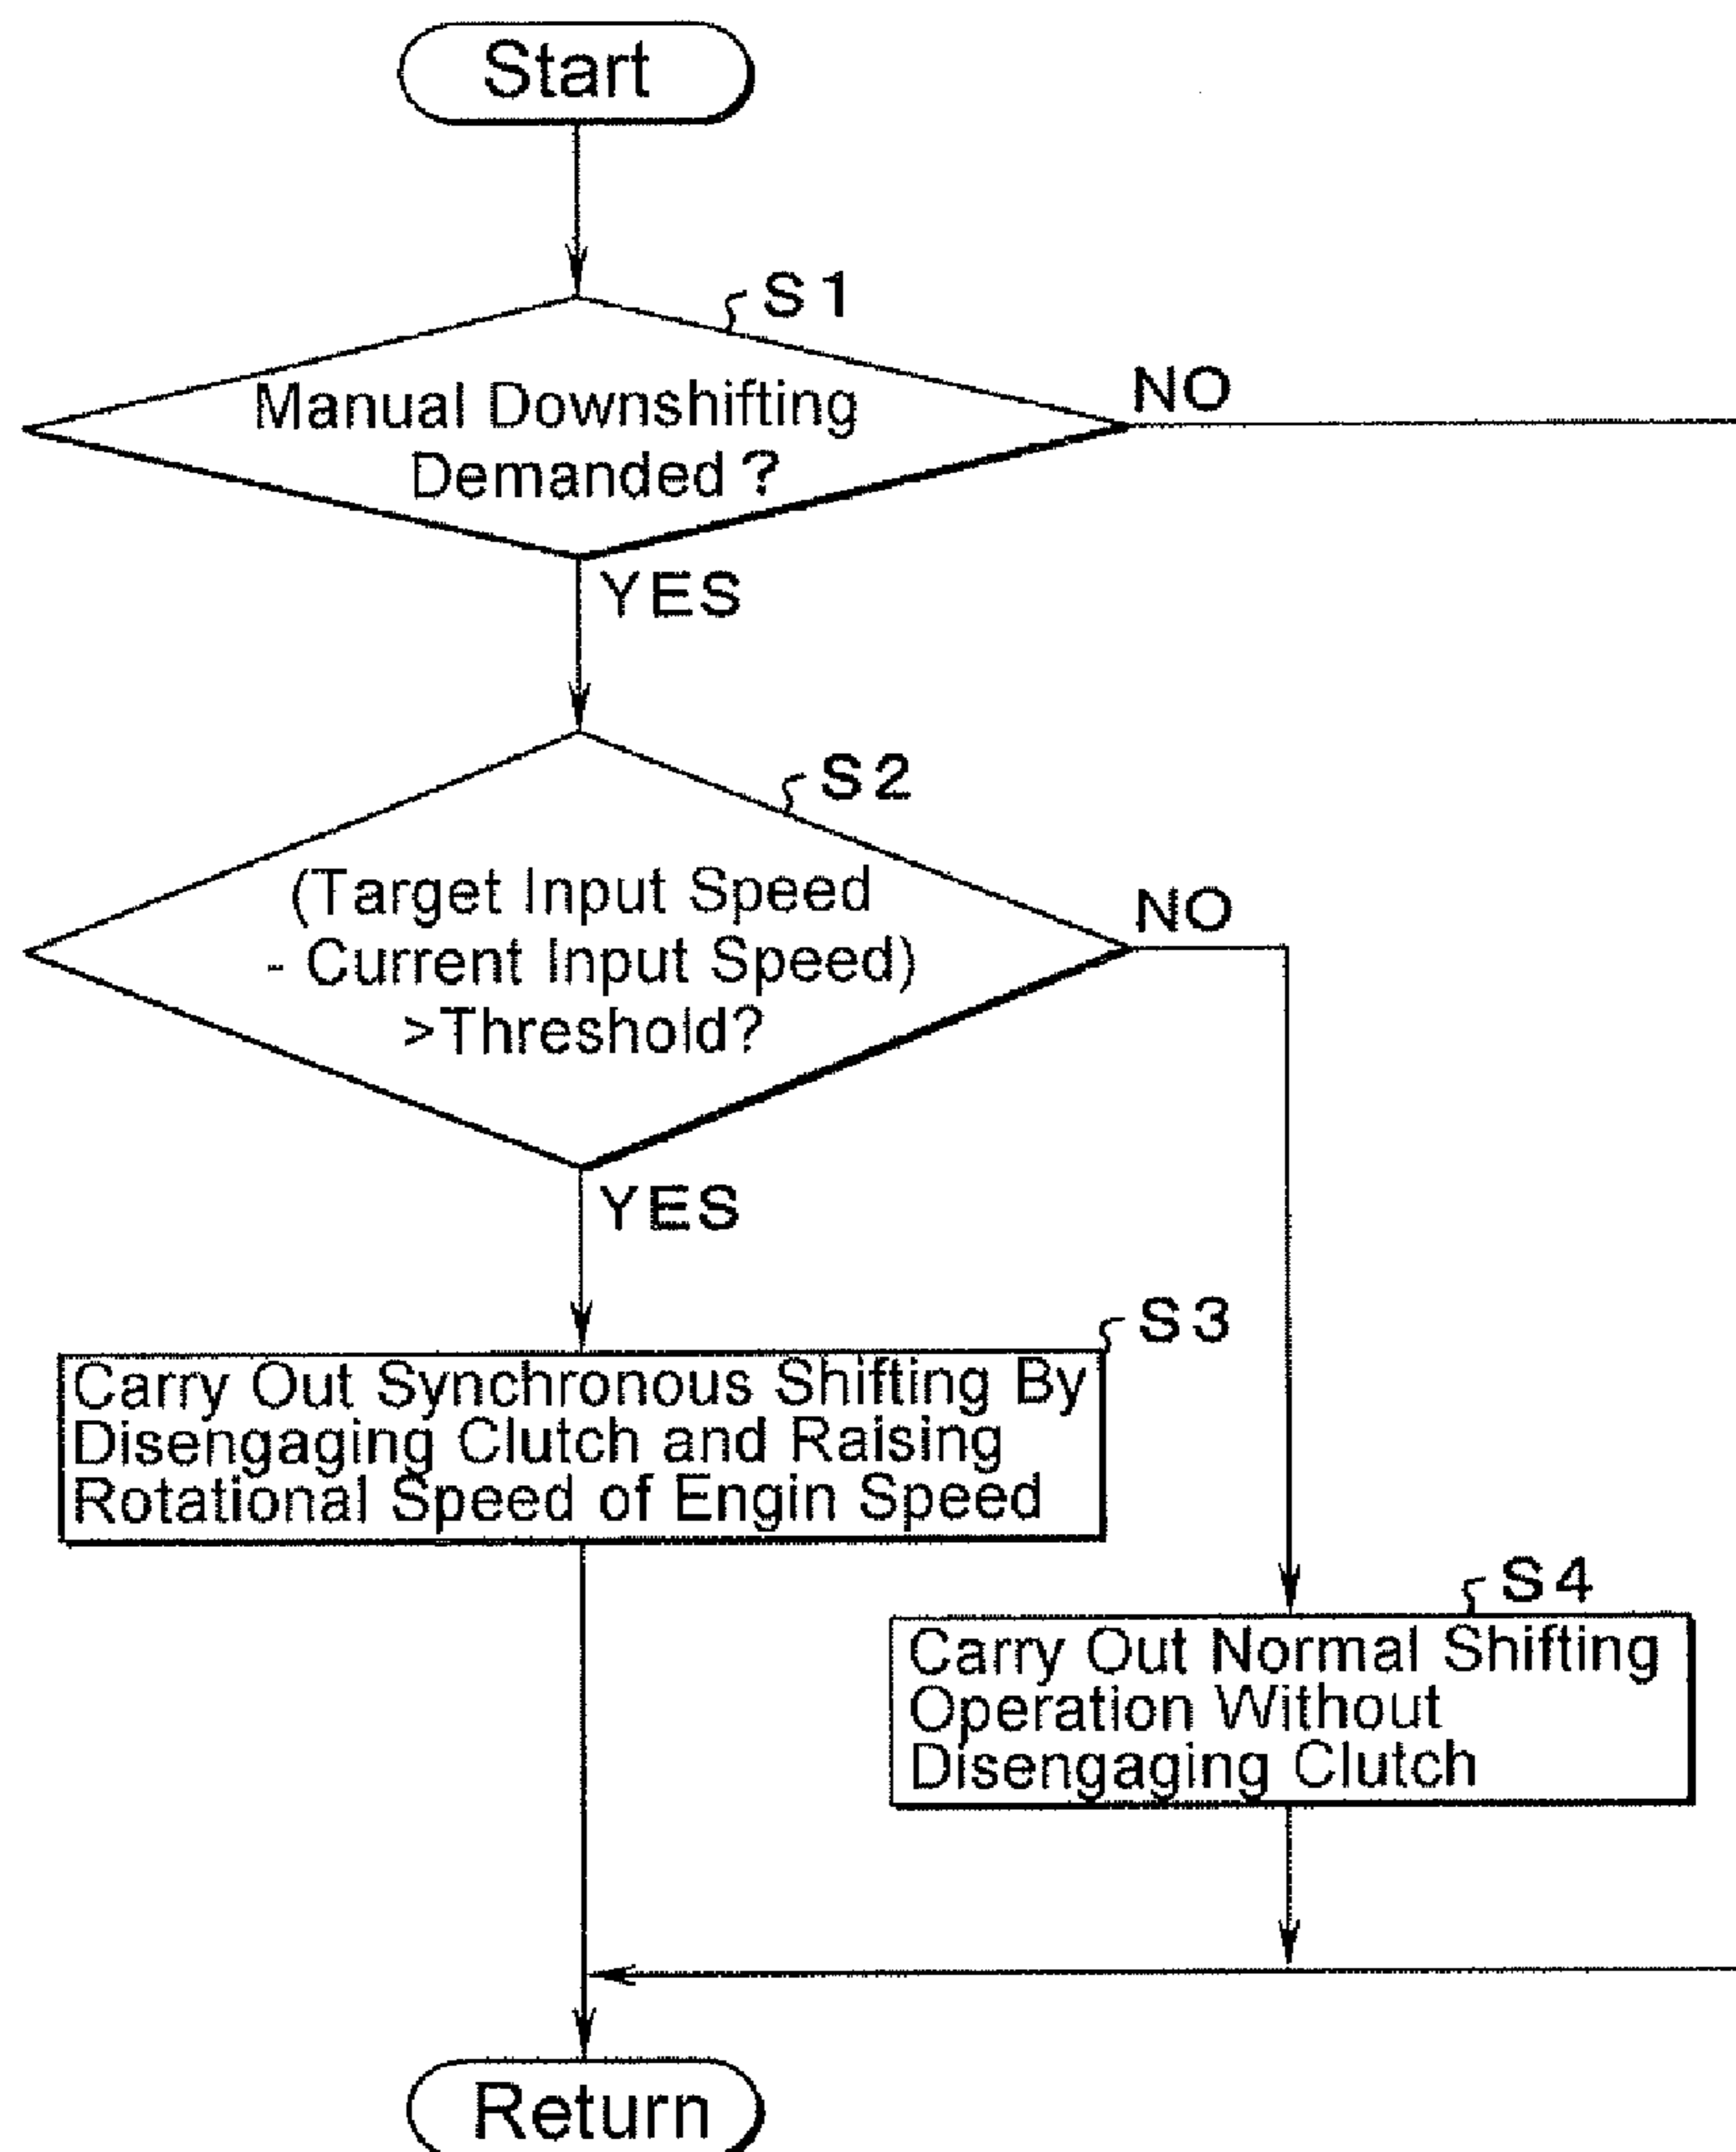 Start
S1
Manual Downshifting
Demanded ?
NO
YES
S2
(Target Input Speed
- Current Input Speed)
>Threshold?
NO
YES
S3
Carry Out Synchronous Shifting By
Disengaging Clutch and Raising
Rotational Speed of Engin Speed
S4
Carry Out Normal Shifting
Operation Without
Disengaging Clutch
Return